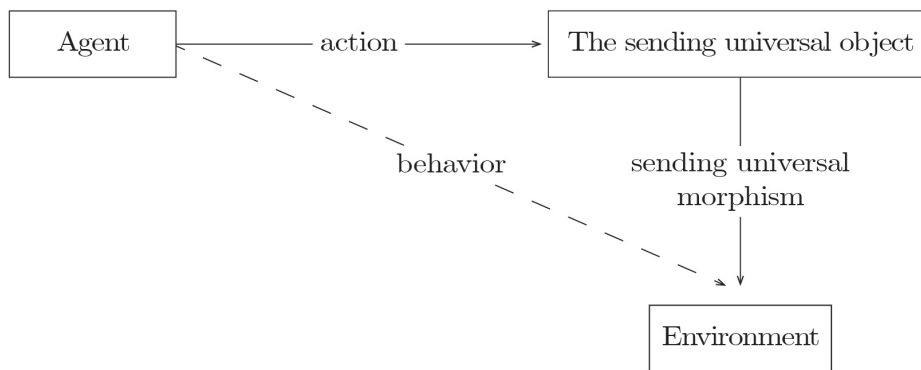 Agent
action
The sending universal object
behavior
sending universal
morphism
Environment